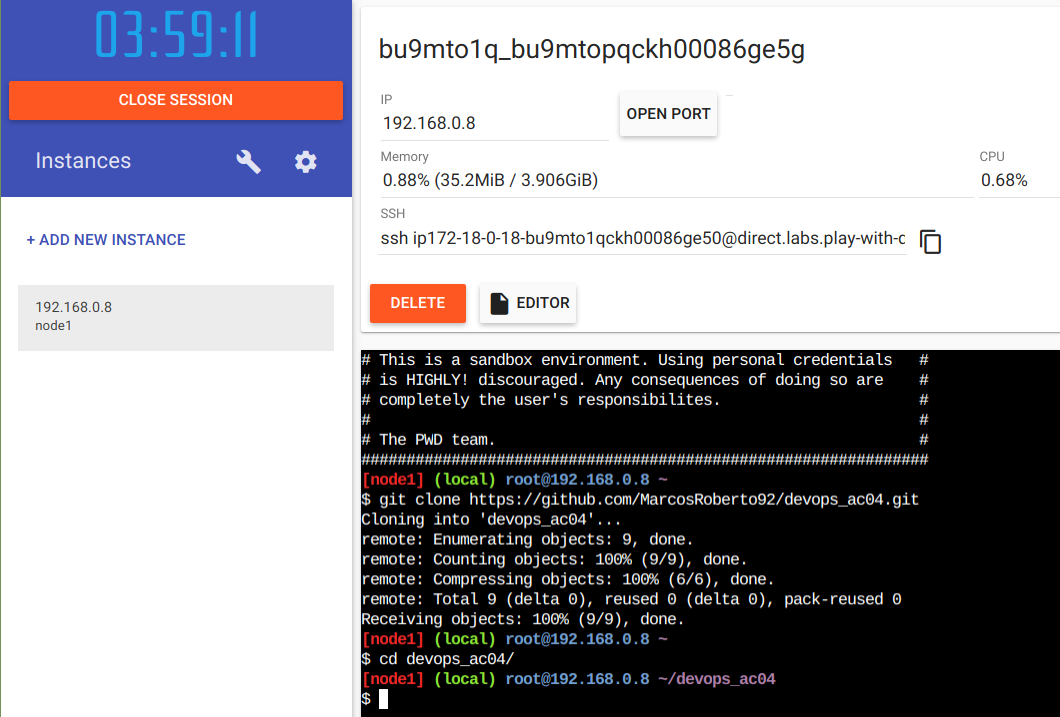 03:59:11
CLOSE SESSION
Instances
+ ADD NEW INSTANCE
192.168.0.8
node1
bu9mto1q_bu9mtopqckh00086ge5g
IP
192.168.0.8
OPEN PORT
Memory
0.88% (35.2MiB / 3.906GiB)
CPU
0.68%
SSH
ssh ip172-18-0-18-bu9mto1qckh00086ge50@direct.labs.play-with-c
DELETE
EDITOR
# This is a sandbox environment. Using personal credentials #
# is HIGHLY! discouraged. Any consequences of doing so are #
# completely the user's responsibilites. #
# #
# The PWD team. #
###############################################################
[node1] (local) root@192.168.0.8 ~
$ git clone https://github.com/MarcosRoberto92/devops_ac04.git
Cloning into 'devops_ac04'...
remote: Enumerating objects: 9, done.
remote: Counting objects: 100% (9/9), done.
remote: Compressing objects: 100% (6/6), done.
remote: Total 9 (delta 0), reused 0 (delta 0), pack-reused 0
Receiving objects: 100% (9/9), done.
[node1] (local) root@192.168.0.8 ~
$ cd devops_ac04/
[node1] (local) root@192.168.0.8 ~/devops_ac04
$